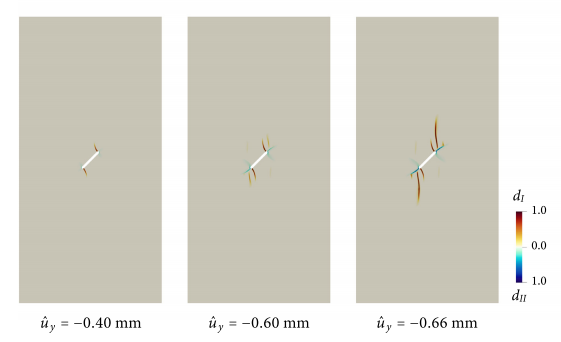 d_I
1.0
0.0
1.0
d_II
û_y = −0.40 mm
û_y = −0.60 mm
û_y = −0.66 mm